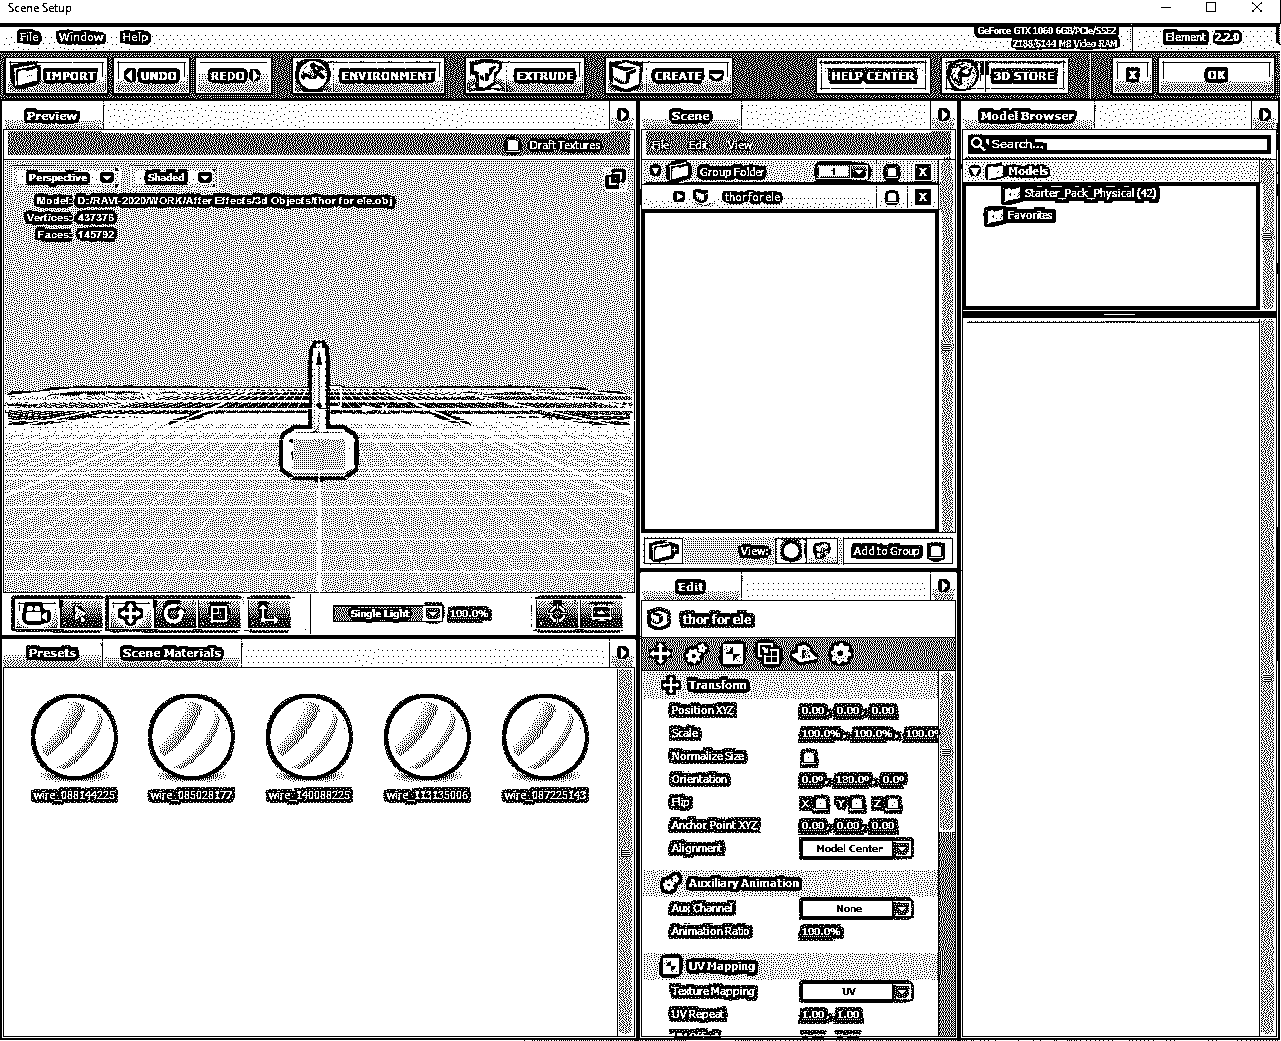 Scene Setup
File Window Help
GeForce GTX 1060 6GB/PCIe/SSE2
2188/6144 MB Video RAM
Element 2.2.0
IMPORT UNDO REDO ENVIRONMENT EXTRUDE CREATE HELP CENTER 3D STORE X OK
Preview
Draft Textures
Perspective Shaded
Model: D:/RAVI-2020/WORK/After Effects/3d Objects/thor for ele.obj
Vertices: 437376
Faces: 145792
Single Light 100.0%
Presets Scene Materials
wire_088144225 wire_085028177 wire_140088225 wire_113135006 wire_087225143
Scene
File Edit View
Group Folder 1 X
thor for ele X
View: Add to Group
Edit
thor for ele
Transform
Position XYZ 0.00, 0.00, 0.00
Scale 100.0%, 100.0%, 100.0
Normalize Size
Orientation 0.0°, 180.0°, 0.0°
Flip X Y Z
Anchor Point XYZ 0.00, 0.00, 0.00
Alignment Model Center
Auxiliary Animation
Aux Channel None
Animation Ratio 100.0%
UV Mapping
Texture Mapping UV
UV Repeat 1.00, 1.00
Model Browser
Search...
Models
Starter_Pack_Physical (42)
Favorites